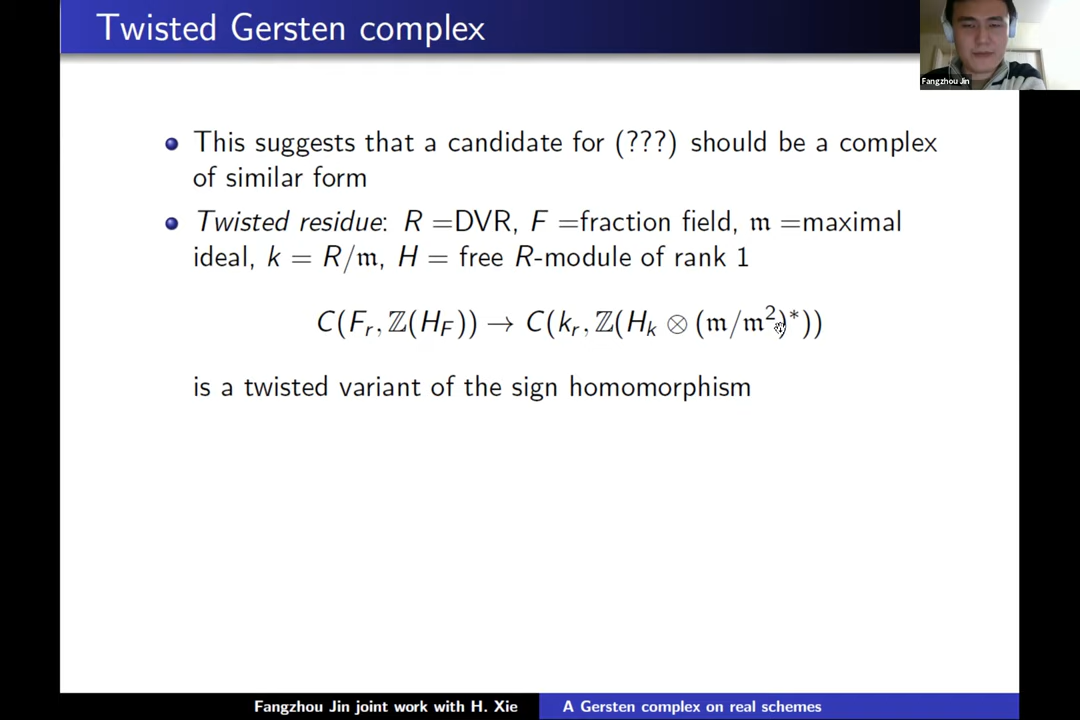 Twisted Gersten complex
Fangzhou Jin
This suggests that a candidate for (???) should be a complex
of similar form
Twisted residue: R =DVR, F =fraction field, 𝔪 =maximal
ideal, k = R/𝔪, H = free R-module of rank 1
C(F_r, ℤ(H_F)) → C(k_r, ℤ(H_k ⊗ (𝔪/𝔪²)*))
is a twisted variant of the sign homomorphism
Fangzhou Jin joint work with H. Xie
A Gersten complex on real schemes